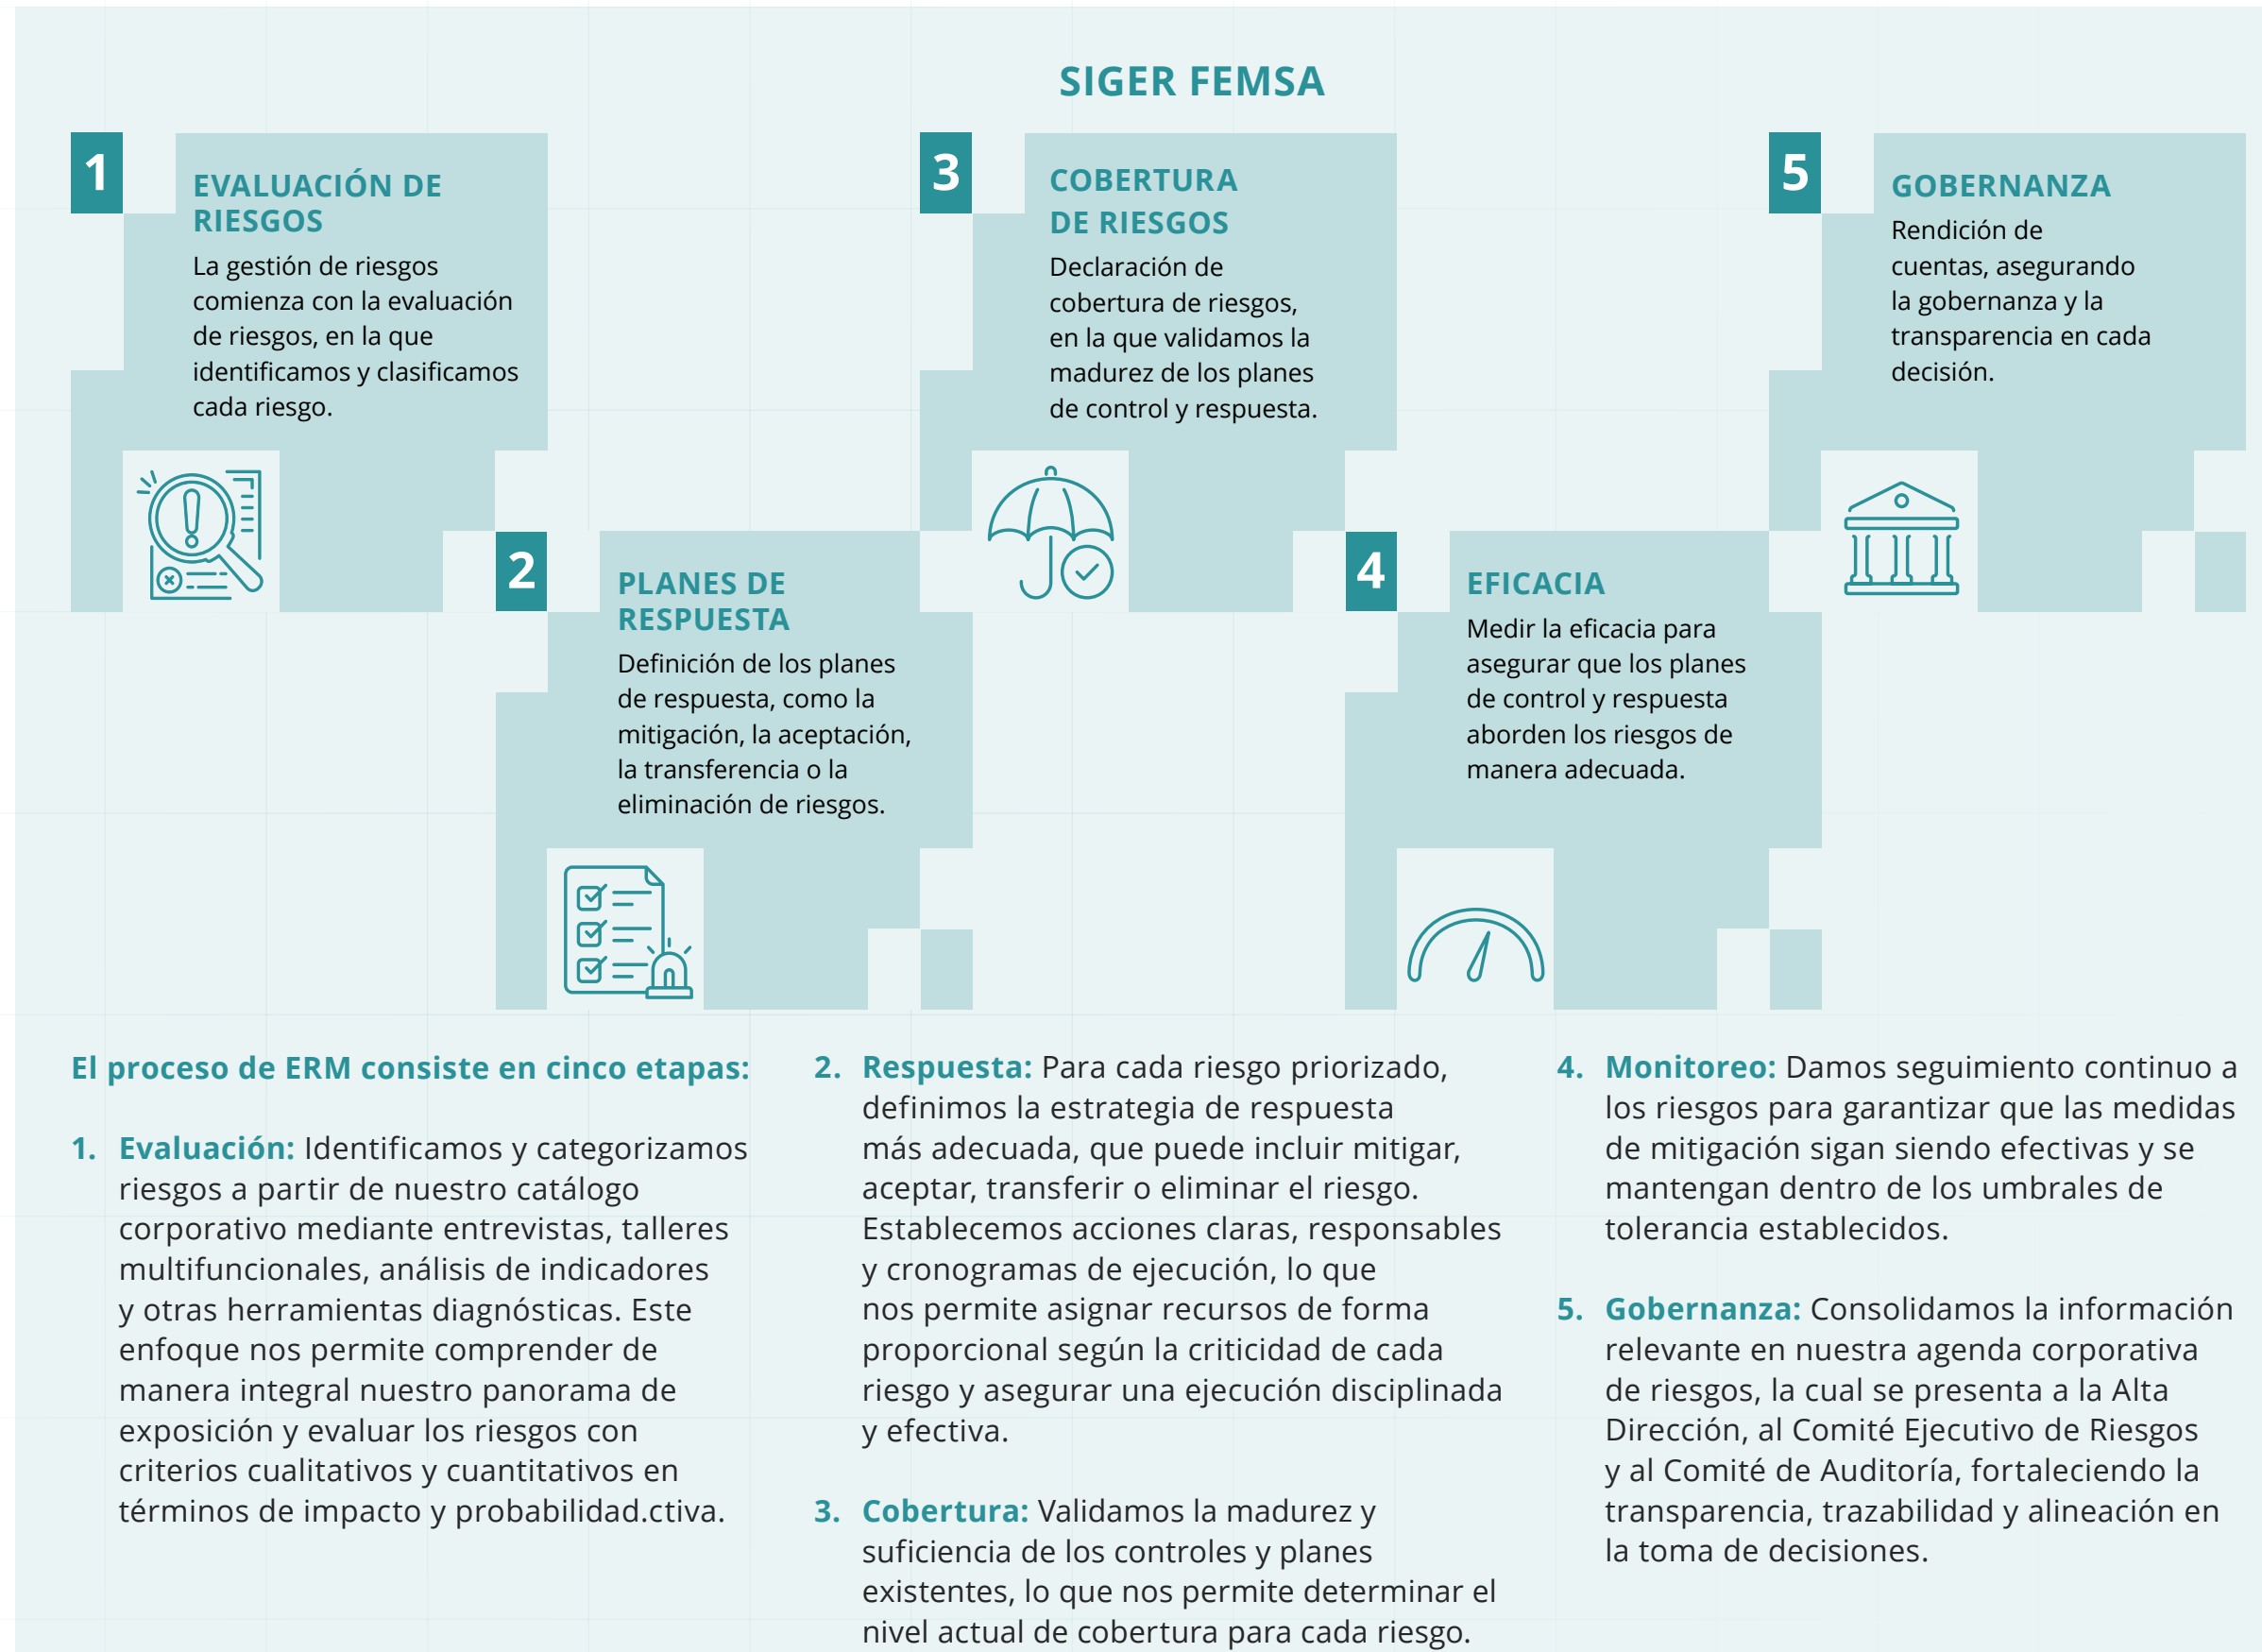 SIGER FEMSA
1
EVALUACIÓN DE
RIESGOS
La gestión de riesgos
comienza con la evaluación
de riesgos, en la que
identificamos y clasificamos
cada riesgo.
2
PLANES DE
RESPUESTA
Definición de los planes
de respuesta, como la
mitigación, la aceptación,
la transferencia o la
eliminación de riesgos.
3
COBERTURA
DE RIESGOS
Declaración de
cobertura de riesgos,
en la que validamos la
madurez de los planes
de control y respuesta.
4
EFICACIA
Medir la eficacia para
asegurar que los planes
de control y respuesta
aborden los riesgos de
manera adecuada.
5
GOBERNANZA
Rendición de
cuentas, asegurando
la gobernanza y la
transparencia en cada
decisión.
El proceso de ERM consiste en cinco etapas:
1. Evaluación: Identificamos y categorizamos
riesgos a partir de nuestro catálogo
corporativo mediante entrevistas, talleres
multifuncionales, análisis de indicadores
y otras herramientas diagnósticas. Este
enfoque nos permite comprender de
manera integral nuestro panorama de
exposición y evaluar los riesgos con
criterios cualitativos y cuantitativos en
términos de impacto y probabilidad.ctiva.
2. Respuesta: Para cada riesgo priorizado,
definimos la estrategia de respuesta
más adecuada, que puede incluir mitigar,
aceptar, transferir o eliminar el riesgo.
Establecemos acciones claras, responsables
y cronogramas de ejecución, lo que
nos permite asignar recursos de forma
proporcional según la criticidad de cada
riesgo y asegurar una ejecución disciplinada
y efectiva.
3. Cobertura: Validamos la madurez y
suficiencia de los controles y planes
existentes, lo que nos permite determinar el
nivel actual de cobertura para cada riesgo.
4. Monitoreo: Damos seguimiento continuo a
los riesgos para garantizar que las medidas
de mitigación sigan siendo efectivas y se
mantengan dentro de los umbrales de
tolerancia establecidos.
5. Gobernanza: Consolidamos la información
relevante en nuestra agenda corporativa
de riesgos, la cual se presenta a la Alta
Dirección, al Comité Ejecutivo de Riesgos
y al Comité de Auditoría, fortaleciendo la
transparencia, trazabilidad y alineación en
la toma de decisiones.